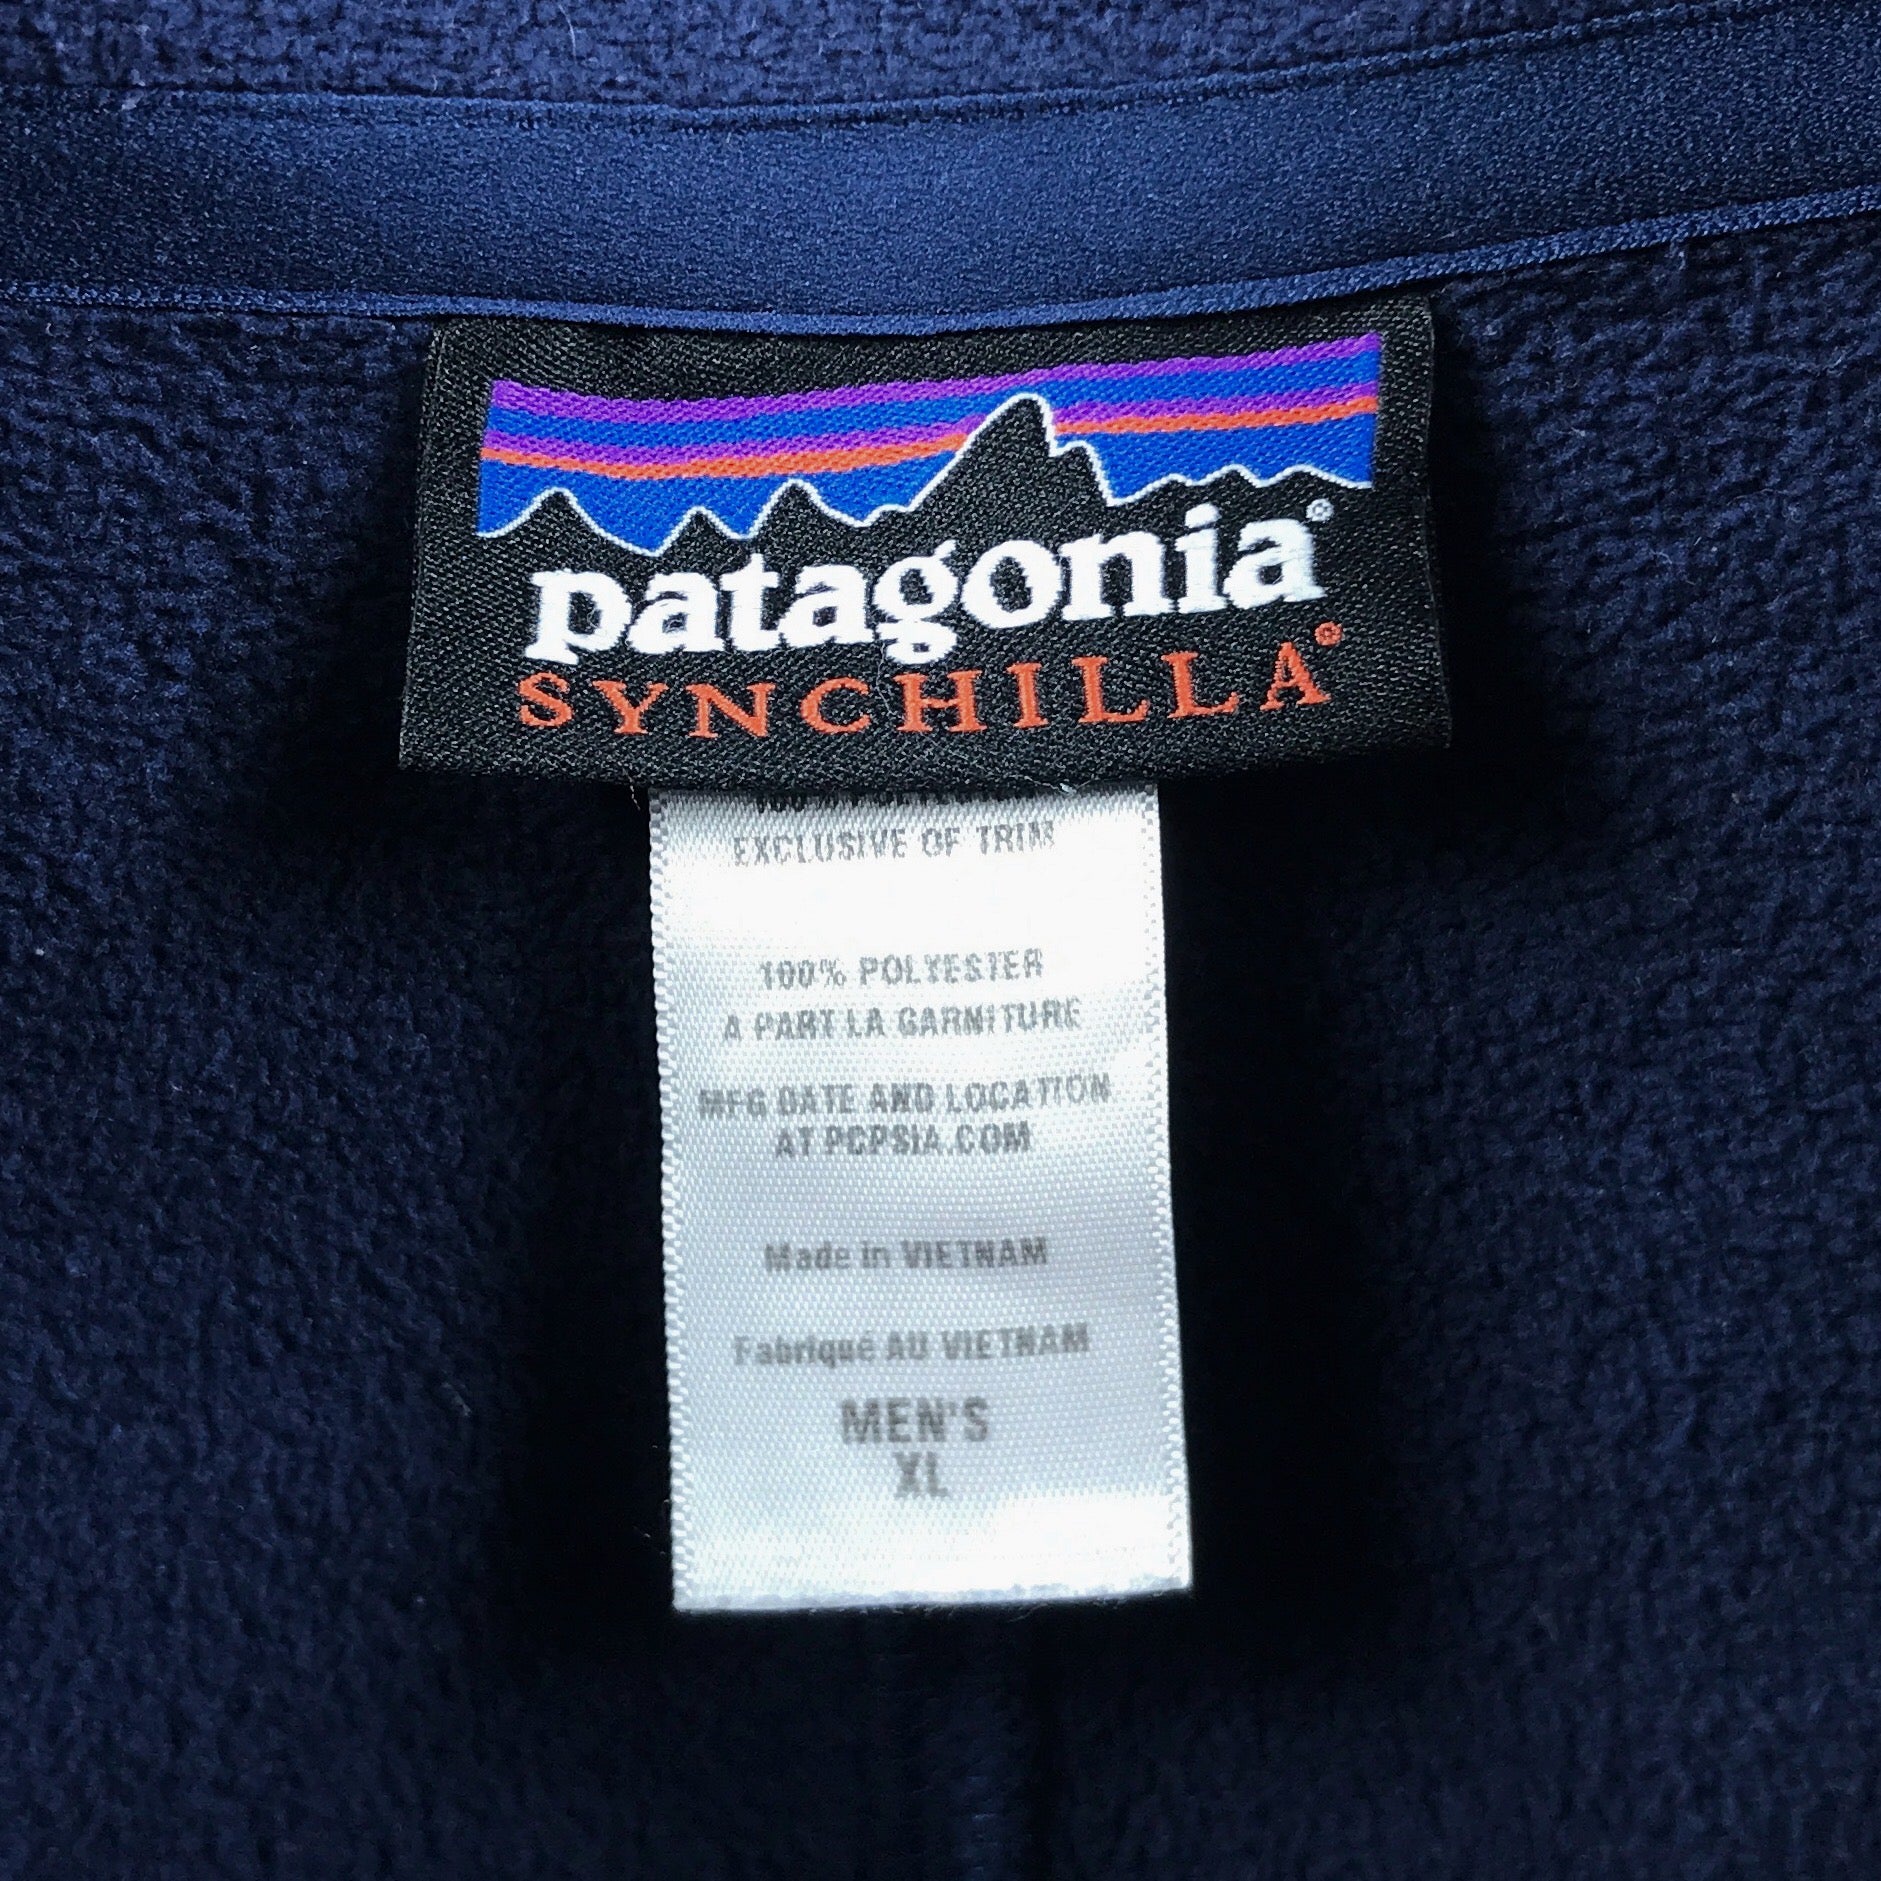 patagonia®
SYNCHILLA®
EXCLUSIVE OF TRIM
100% POLYESTER
A PART LA GARNITURE
MFG DATE AND LOCATION
AT PCPSIA.COM
Made in VIETNAM
Fabriqué AU VIETNAM
MEN'S
XL